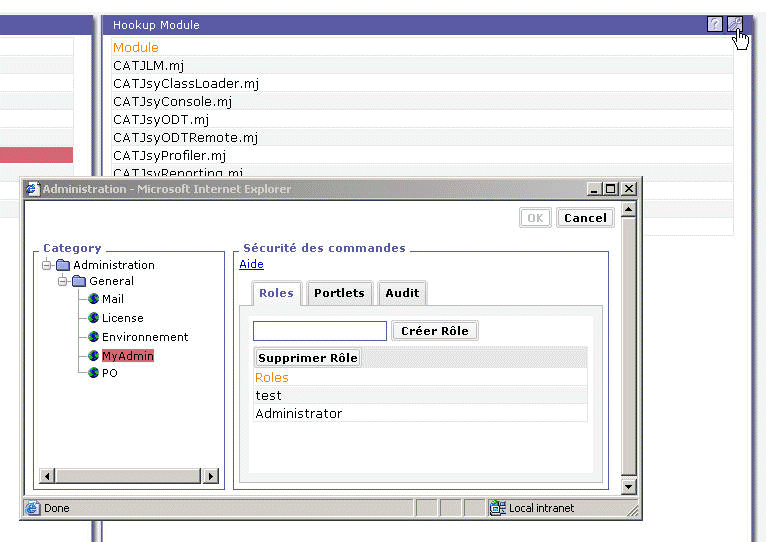 Hookup Module
?
Module
CATJLM.mj
CATJsyClassLoader.mj
CATJsyConsole.mj
CATJsyODT.mj
CATJsyODTRemote.mj
CATJsyProfiler.mj
CATJsyReporting.mj
Administration - Microsoft Internet Explorer
OK Cancel
Category
Administration
General
Mail
License
Environnement
MyAdmin
PO
Sécurité des commandes
Aide
Roles Portlets Audit
Créer Rôle
Supprimer Rôle
Roles
test
Administrator
Done
Local intranet